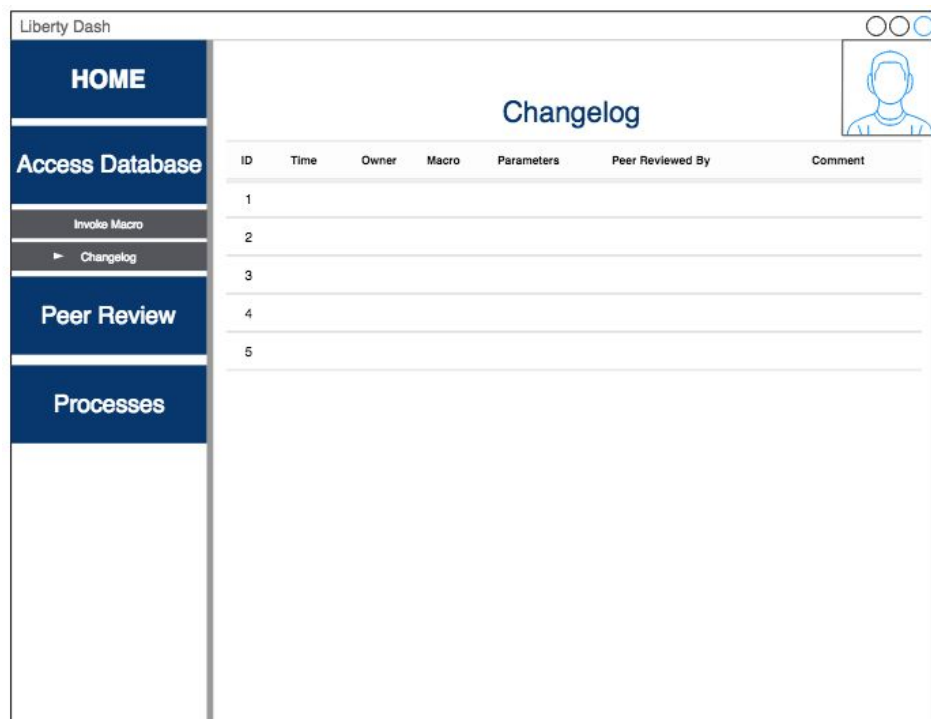 Liberty Dash
HOME
Access Database
Invoke Macro
► Changelog
Peer Review
Processes
Changelog
ID Time Owner Macro Parameters Peer Reviewed By Comment
1
2
3
4
5